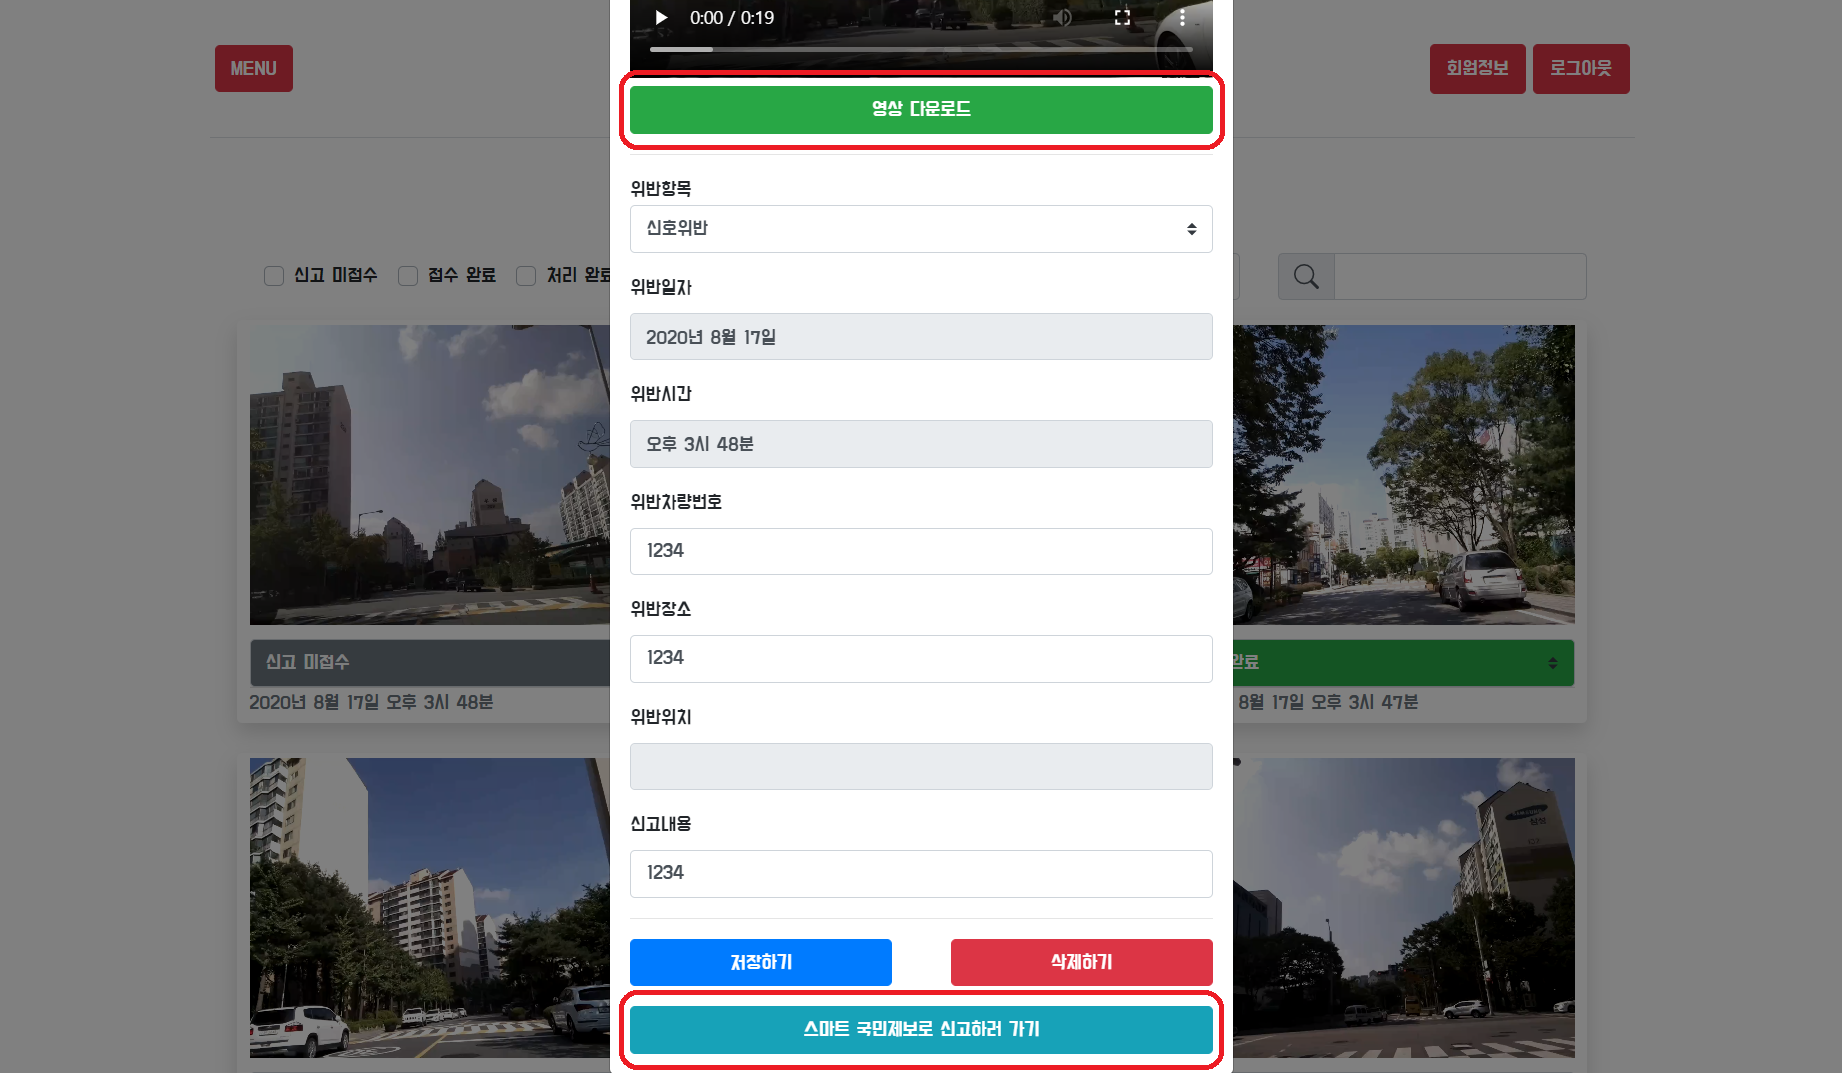 0:00 / 0:19
MENU
회원정보
로그아웃
영상 다운로드
위반항목
신호위반
신고 미접수
접수 완료
처리 완료
위반일자
2020년 8월 17일
위반시간
오후 3시 48분
위반차량번호
1234
위반장소
1234
신고 미접수
완료
2020년 8월 17일 오후 3시 48분
8월 17일 오후 3시 47분
위반위치
신고내용
1234
저장하기
삭제하기
스마트 국민제보로 신고하러 가기